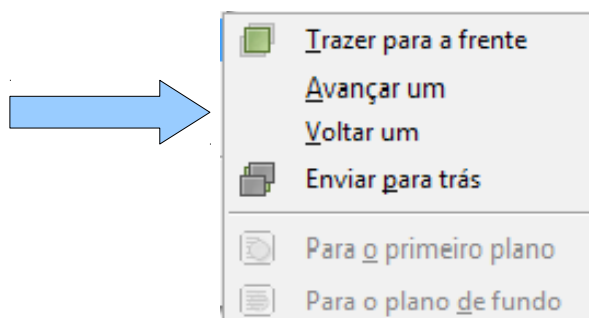 Trazer para a frente
Avançar um
Voltar um
Enviar para trás
Para o primeiro plano
Para o plano de fundo